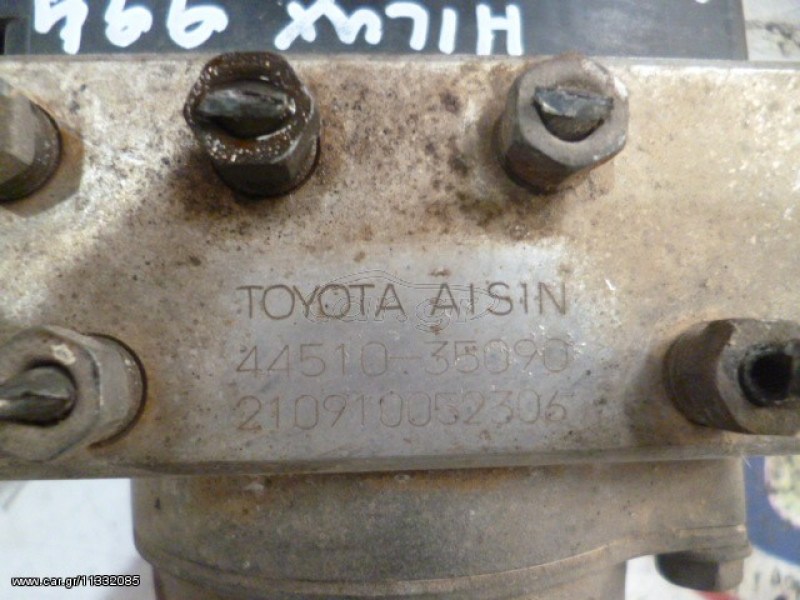 HILUX 99
TOYOTA AISIN
44510-35090
210910052306
www.car.gr/11332085